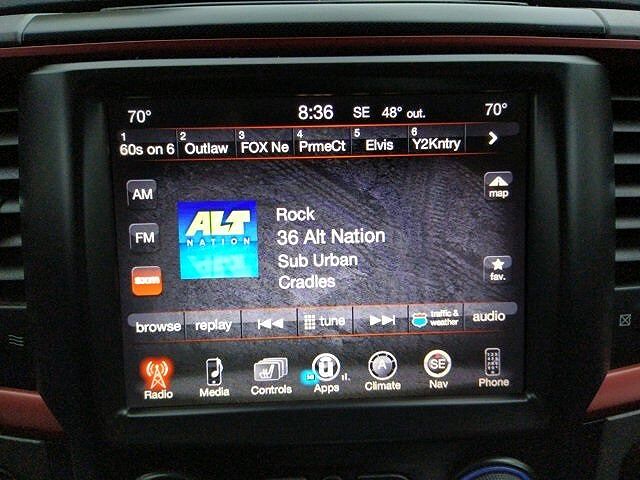 70° 8:36 SE 48° out. 70°
1 60s on 6 2 Outlaw 3 FOX Ne 4 PrmeCt 5 Elvis 6 Y2Kntry
AM
map
FM
ALT
NATION
Rock
36 Alt Nation
Sub Urban
Cradles
sxm
fav.
browse replay tune traffic & weather audio
Radio Media Controls Apps Climate Nav Phone
A
SE